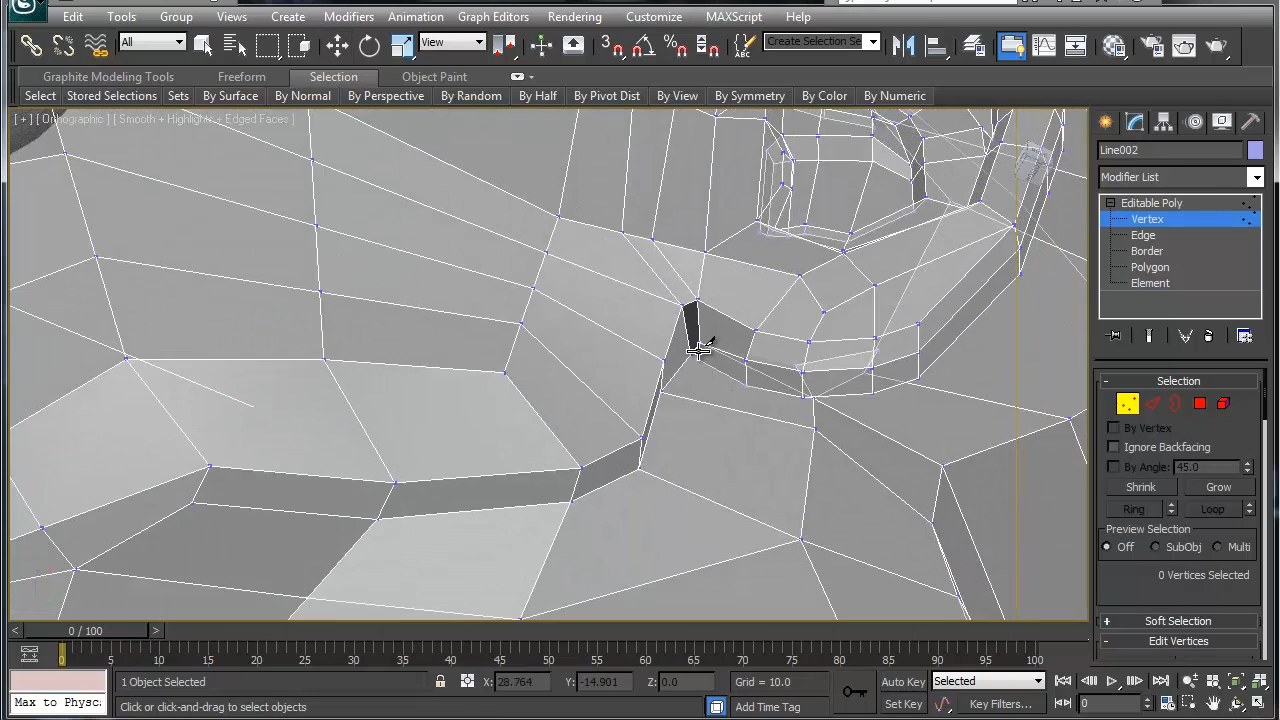 Edit Tools Group Views Create Modifiers Animation Graph Editors Rendering Customize MAXScript Help
All View 3 % ABC Create Selection Se
Graphite Modeling Tools Freeform Selection Object Paint
Select Stored Selections Sets By Surface By Normal By Perspective By Random By Half By Pivot Dist By View By Symmetry By Color By Numeric
[ + ] [ Orthographic ] [ Smooth + Highlights + Edged Faces ]
Line002
Modifier List
Editable Poly
Vertex
Edge
Border
Polygon
Element
- Selection
By Vertex
Ignore Backfacing
By Angle: 45.0
Shrink Grow
Ring Loop
Preview Selection
Off SubObj Multi
0 Vertices Selected
+ Soft Selection
- Edit Vertices
< 0 / 100 >
0 5 10 15 20 25 30 35 40 45 50 55 60 65 70 75 80 85 90 95 100
1 Object Selected X: 28.764 Y: -14.901 Z: 0.0 Grid = 10.0 Auto Key Selected
Max to Physca Click or click-and-drag to select objects Add Time Tag Set Key Key Filters... 0